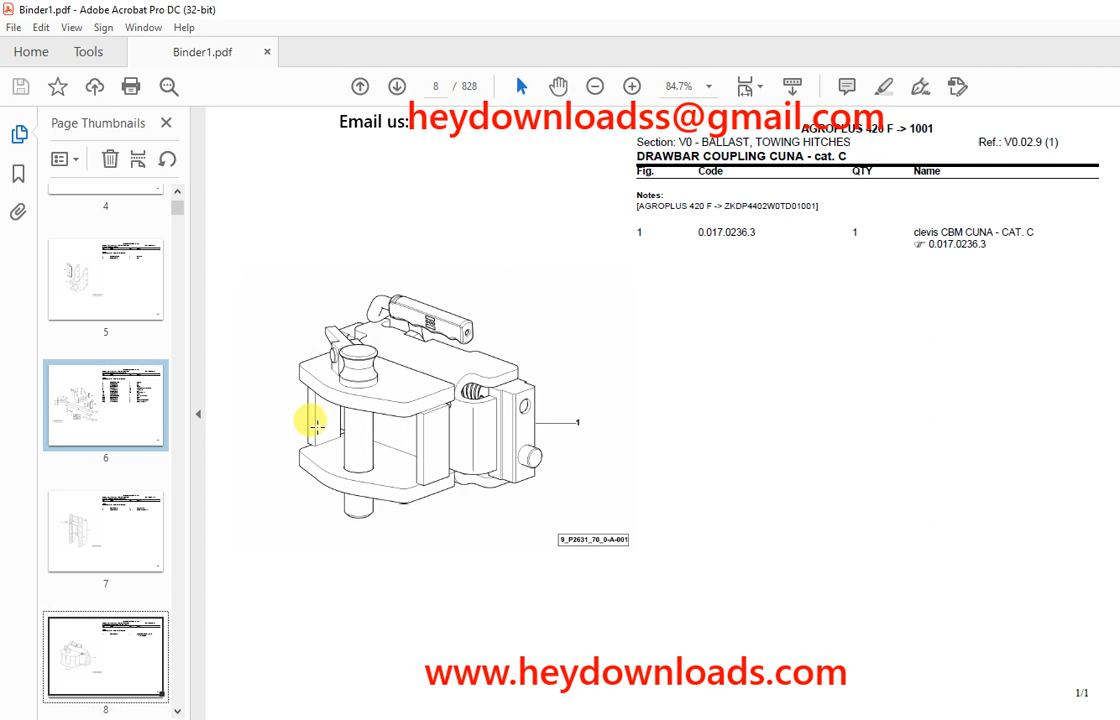 Binder1.pdf - Adobe Acrobat Pro DC (32-bit)
File Edit View Sign Window Help
Home Tools Binder1.pdf ×
8 / 828 84.7%
Page Thumbnails
4
5
6
7
8
Email us: heydownloadss@gmail.com
AGROPLUS 420 F -> 1001
Section: V0 - BALLAST, TOWING HITCHES Ref.: V0.02.9 (1)
DRAWBAR COUPLING CUNA - cat. C
Fig. Code QTY Name
Notes:
[AGROPLUS 420 F -> ZKDP4402W0TD01001]
1 0.017.0236.3 1 clevis CBM CUNA - CAT. C
☞ 0.017.0236.3
1
9_P2631_70_0-A-001
www.heydownloads.com
1/1